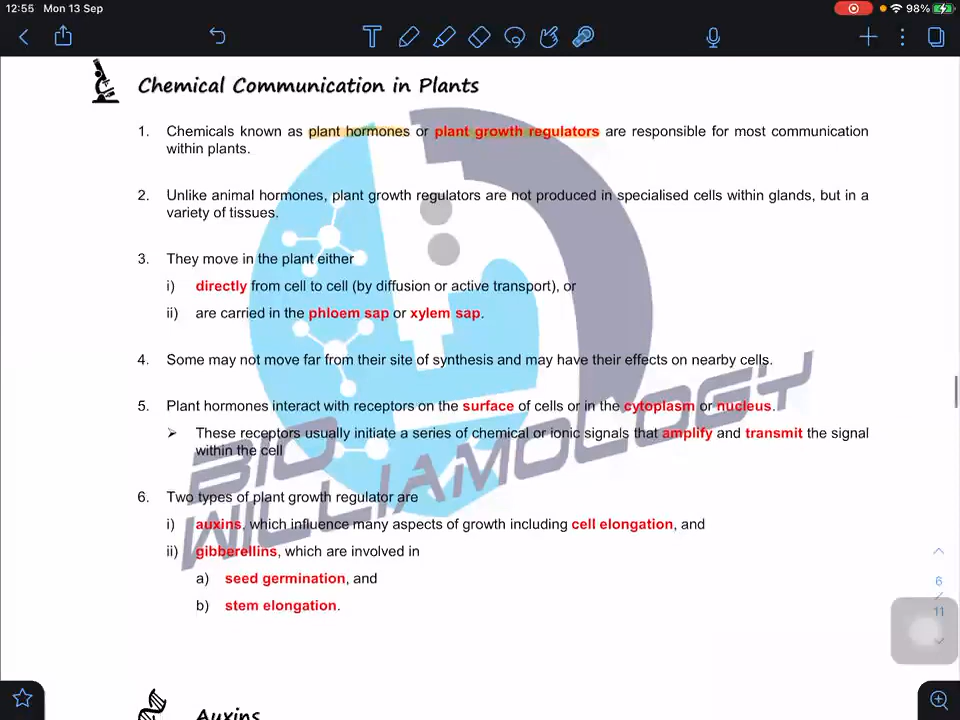 12:55 Mon 13 Sep
98%
Chemical Communication in Plants
1. Chemicals known as plant hormones or plant growth regulators are responsible for most communication
within plants.
2. Unlike animal hormones, plant growth regulators are not produced in specialised cells within glands, but in a
variety of tissues.
3. They move in the plant either
i) directly from cell to cell (by diffusion or active transport), or
ii) are carried in the phloem sap or xylem sap.
4. Some may not move far from their site of synthesis and may have their effects on nearby cells.
5. Plant hormones interact with receptors on the surface of cells or in the cytoplasm or nucleus.
➢ These receptors usually initiate a series of chemical or ionic signals that amplify and transmit the signal
within the cell
6. Two types of plant growth regulator are
i) auxins, which influence many aspects of growth including cell elongation, and
ii) gibberellins, which are involved in
a) seed germination, and
b) stem elongation.
BIO
WILLIAMOLOGY
6
/
11
Auxins